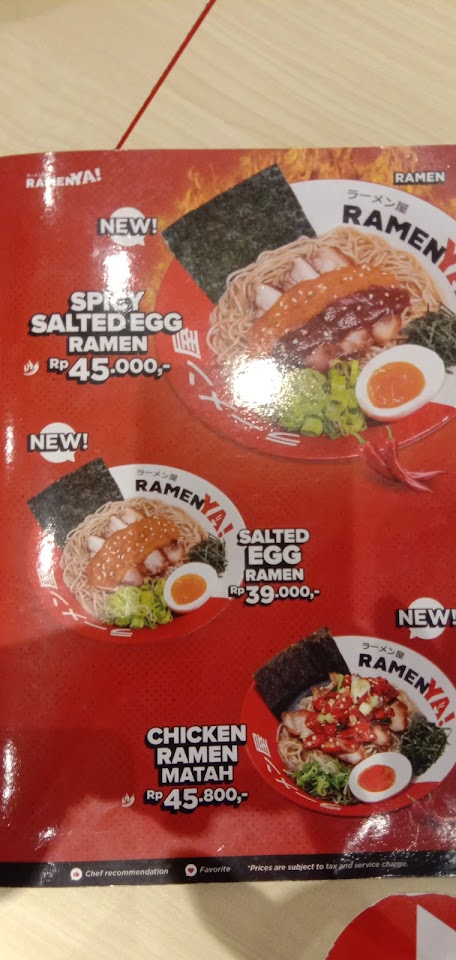 RAMENYA!
RAMEN
NEW!
SPICY
SALTED EGG
RAMEN
Rp 45.000,-
ラーメン屋
RAMENYA
NEW!
ラーメン屋
RAMENYA!
SALTED
EGG
RAMEN
Rp 39.000,-
NEW!
ラーメン屋
RAMENYA!
CHICKEN
RAMEN
MATAH
Rp 45.800,-
Chef recommendation
Favorite
*Prices are subject to tax and service charge.